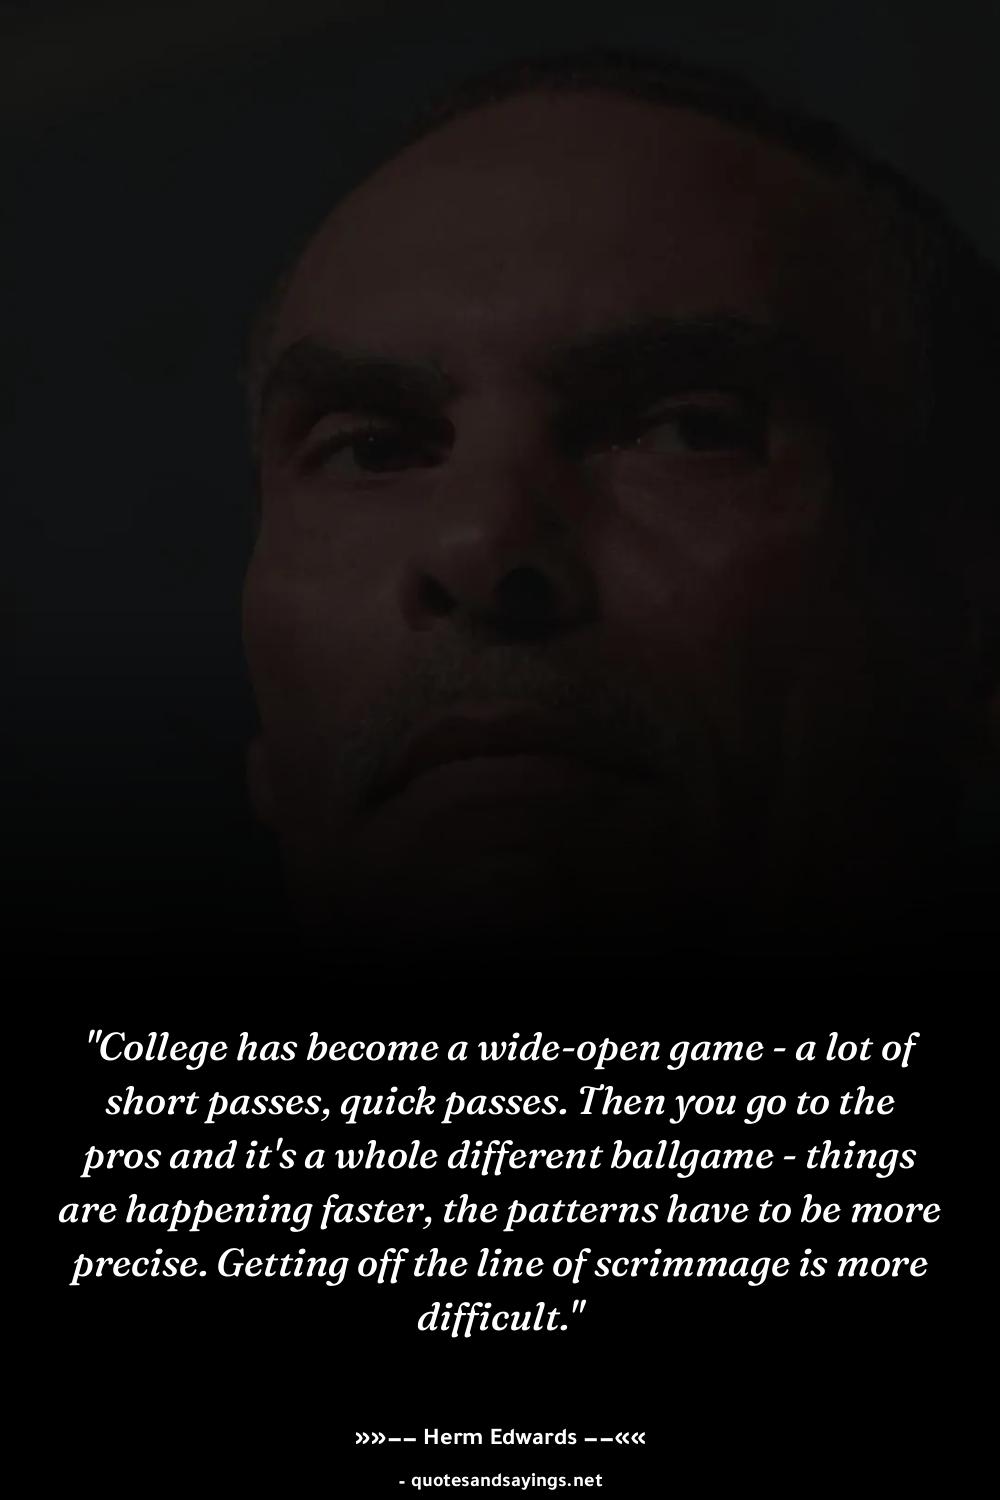 "College has become a wide-open game - a lot of
short passes, quick passes. Then you go to the
pros and it's a whole different ballgame - things
are happening faster, the patterns have to be more
precise. Getting off the line of scrimmage is more
difficult."
»»–– Herm Edwards ––««
- quotesandsayings.net